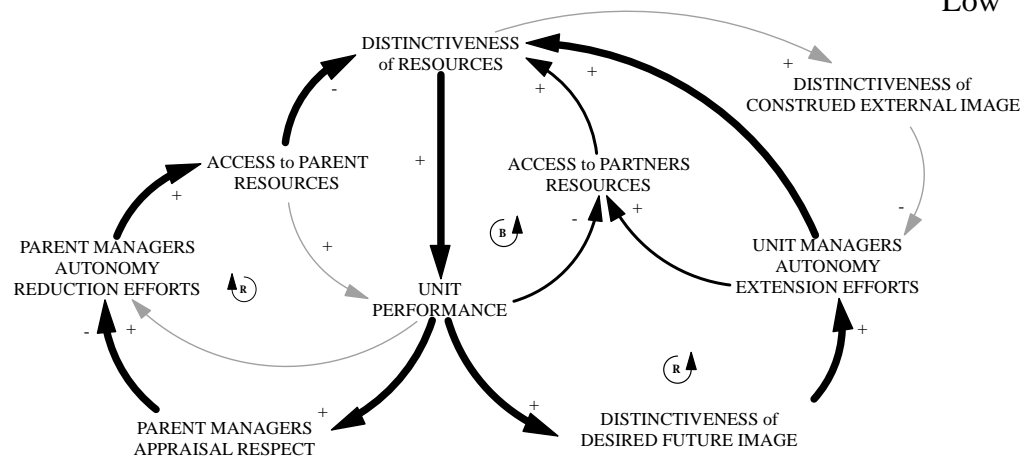 Low
DISTINCTIVENESS
of RESOURCES
+
+
-
+
DISTINCTIVENESS of
CONSTRUED EXTERNAL IMAGE
ACCESS to PARENT
RESOURCES
+
ACCESS to PARTNERS
RESOURCES
+
-
+
-
B
+
PARENT MANAGERS
AUTONOMY
REDUCTION EFFORTS
R
UNIT MANAGERS
AUTONOMY
EXTENSION EFFORTS
UNIT
PERFORMANCE
-
+
+
R
+
+
PARENT MANAGERS
APPRAISAL RESPECT
DISTINCTIVENESS of
DESIRED FUTURE IMAGE